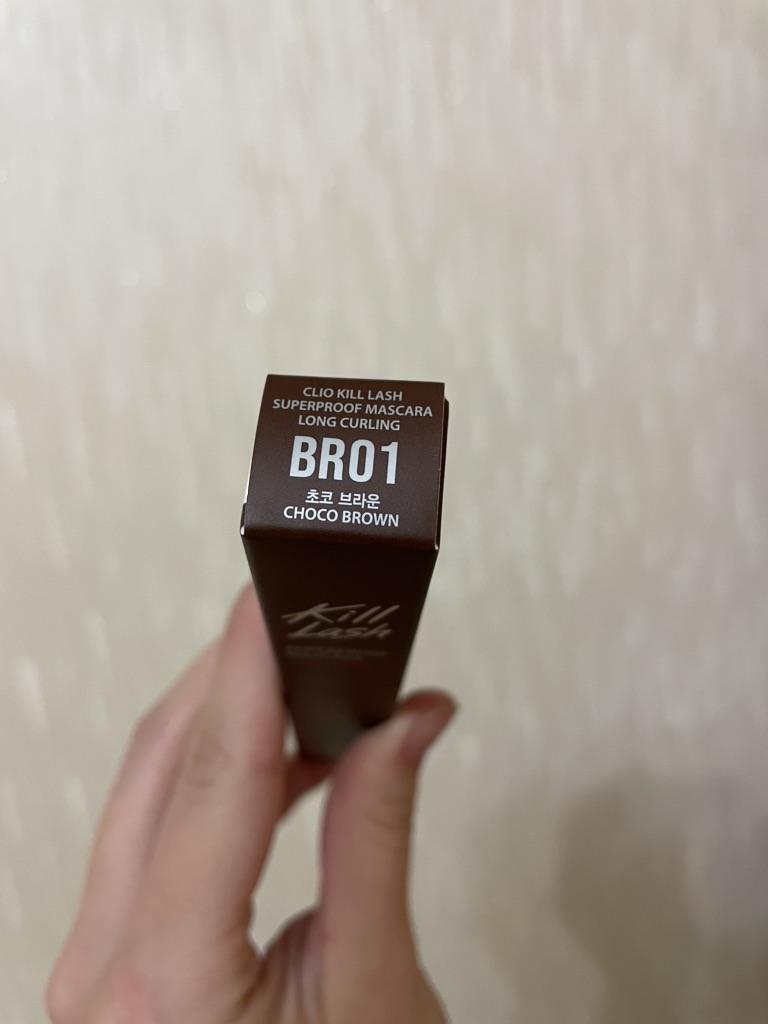 CLIO KILL LASH
SUPERPROOF MASCARA
LONG CURLING
BR01
초코 브라운
CHOCO BROWN
Kill
Lash